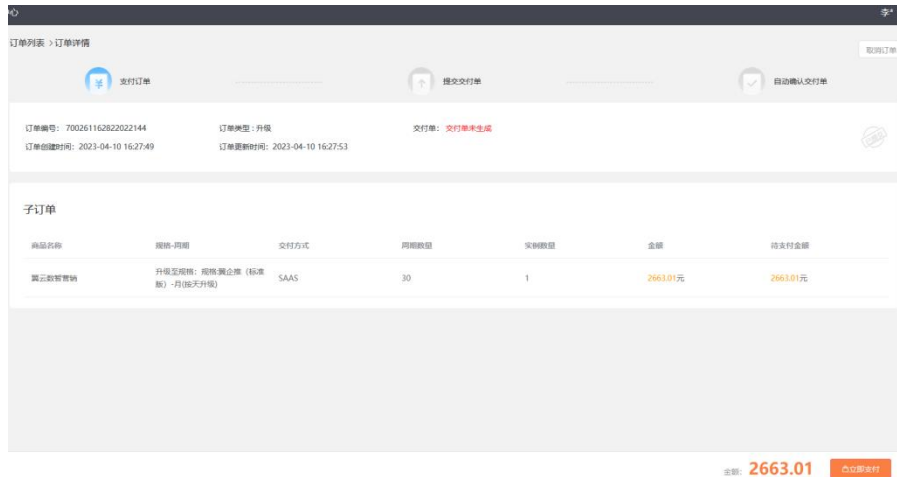 心
李*
订单列表 >订单详情
取消订单
支付订单
提交交付单
自动确认交付单
订单编号： 700261162822022144
订单类型：升级
交付单： 交付单未生成
订单创建时间： 2023-04-10 16:27:49
订单更新时间： 2023-04-10 16:27:53
子订单
商品名称 规格-周期 交付方式 周期数量 实例数量 金额 待支付金额
翼云数智营销
升级至规格：规格:翼企推（标准
版）-月(按天升级)
SAAS 30 1 2663.01元 2663.01元
金额： 2663.01
立即支付